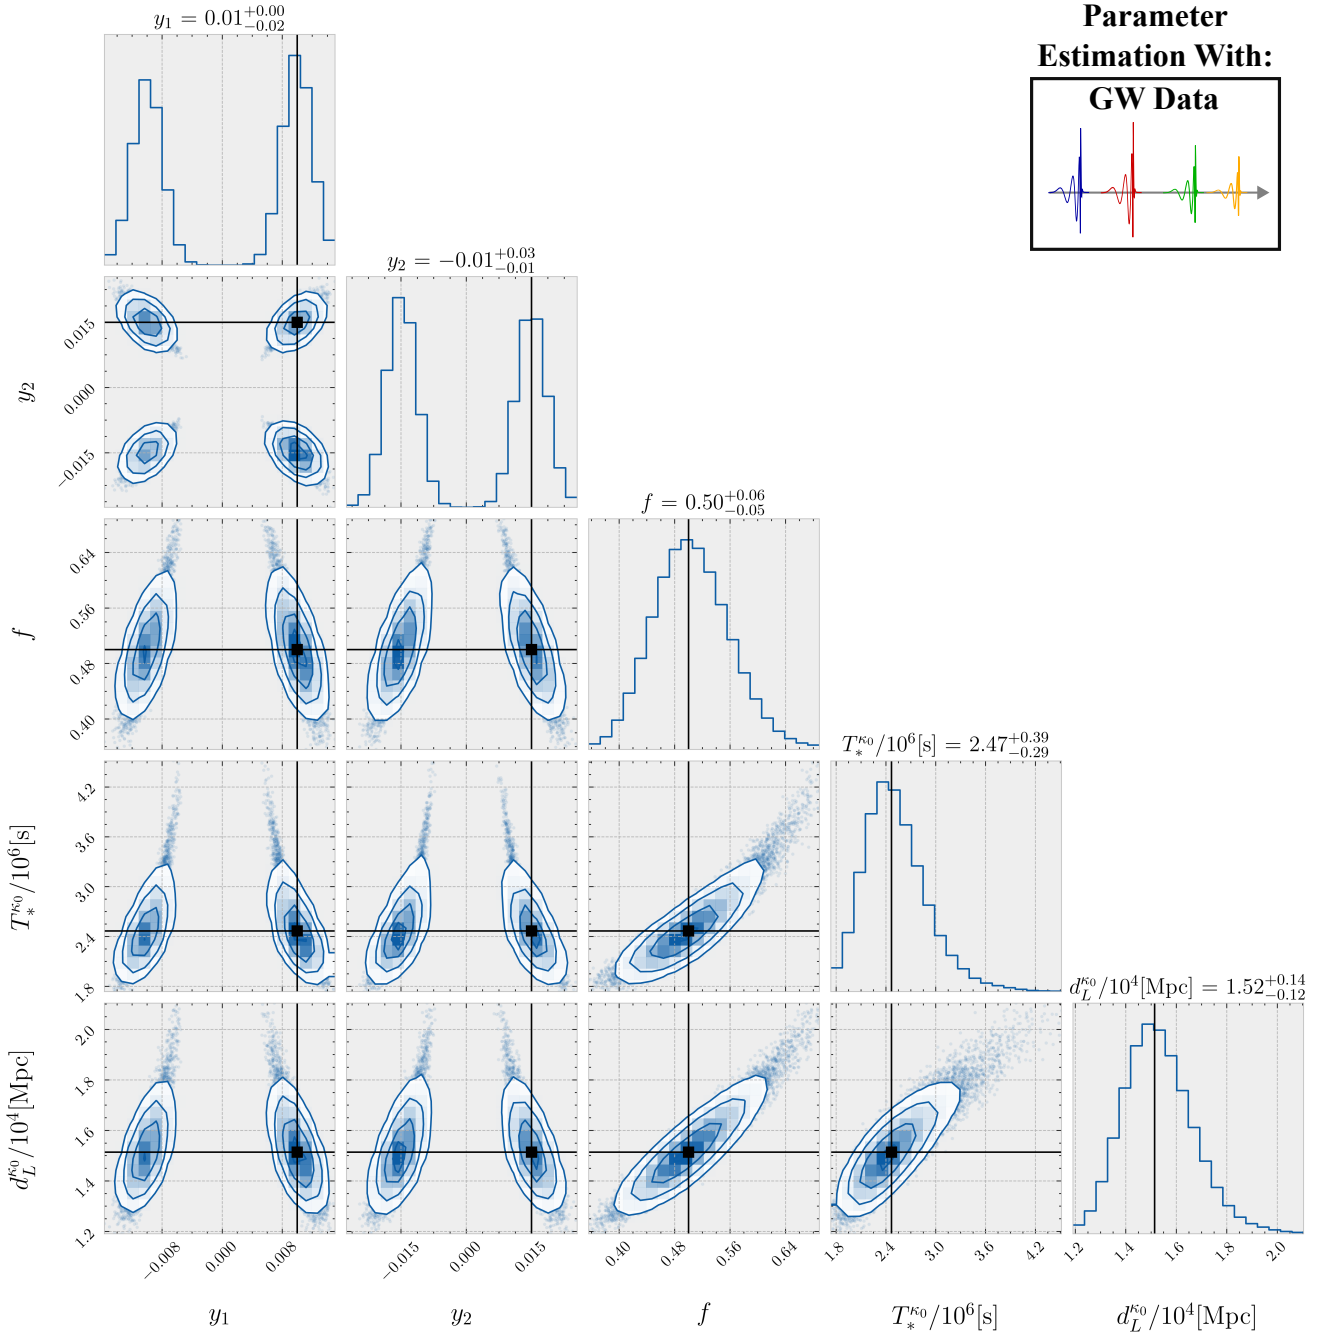 Parameter
Estimation With:
GW Data
y₁ = 0.01^{+0.00}_{−0.02}
y₂ = −0.01^{+0.03}_{−0.01}
0.015
0.000
−0.015
y₂
f = 0.50^{+0.06}_{−0.05}
0.64
0.56
0.48
0.40
f
T_*^{κ₀}/10⁶[s] = 2.47^{+0.39}_{−0.29}
4.2
3.6
3.0
2.4
1.8
T_*^{κ₀}/10⁶[s]
d_L^{κ₀}/10⁴[Mpc] = 1.52^{+0.14}_{−0.12}
2.0
1.8
1.6
1.4
1.2
d_L^{κ₀}/10⁴[Mpc]
−0.008 0.000 0.008
−0.015 0.000 0.015
0.40 0.48 0.56 0.64
1.8 2.4 3.0 3.6 4.2
1.2 1.4 1.6 1.8 2.0
y₁
y₂
f
T_*^{κ₀}/10⁶[s]
d_L^{κ₀}/10⁴[Mpc]